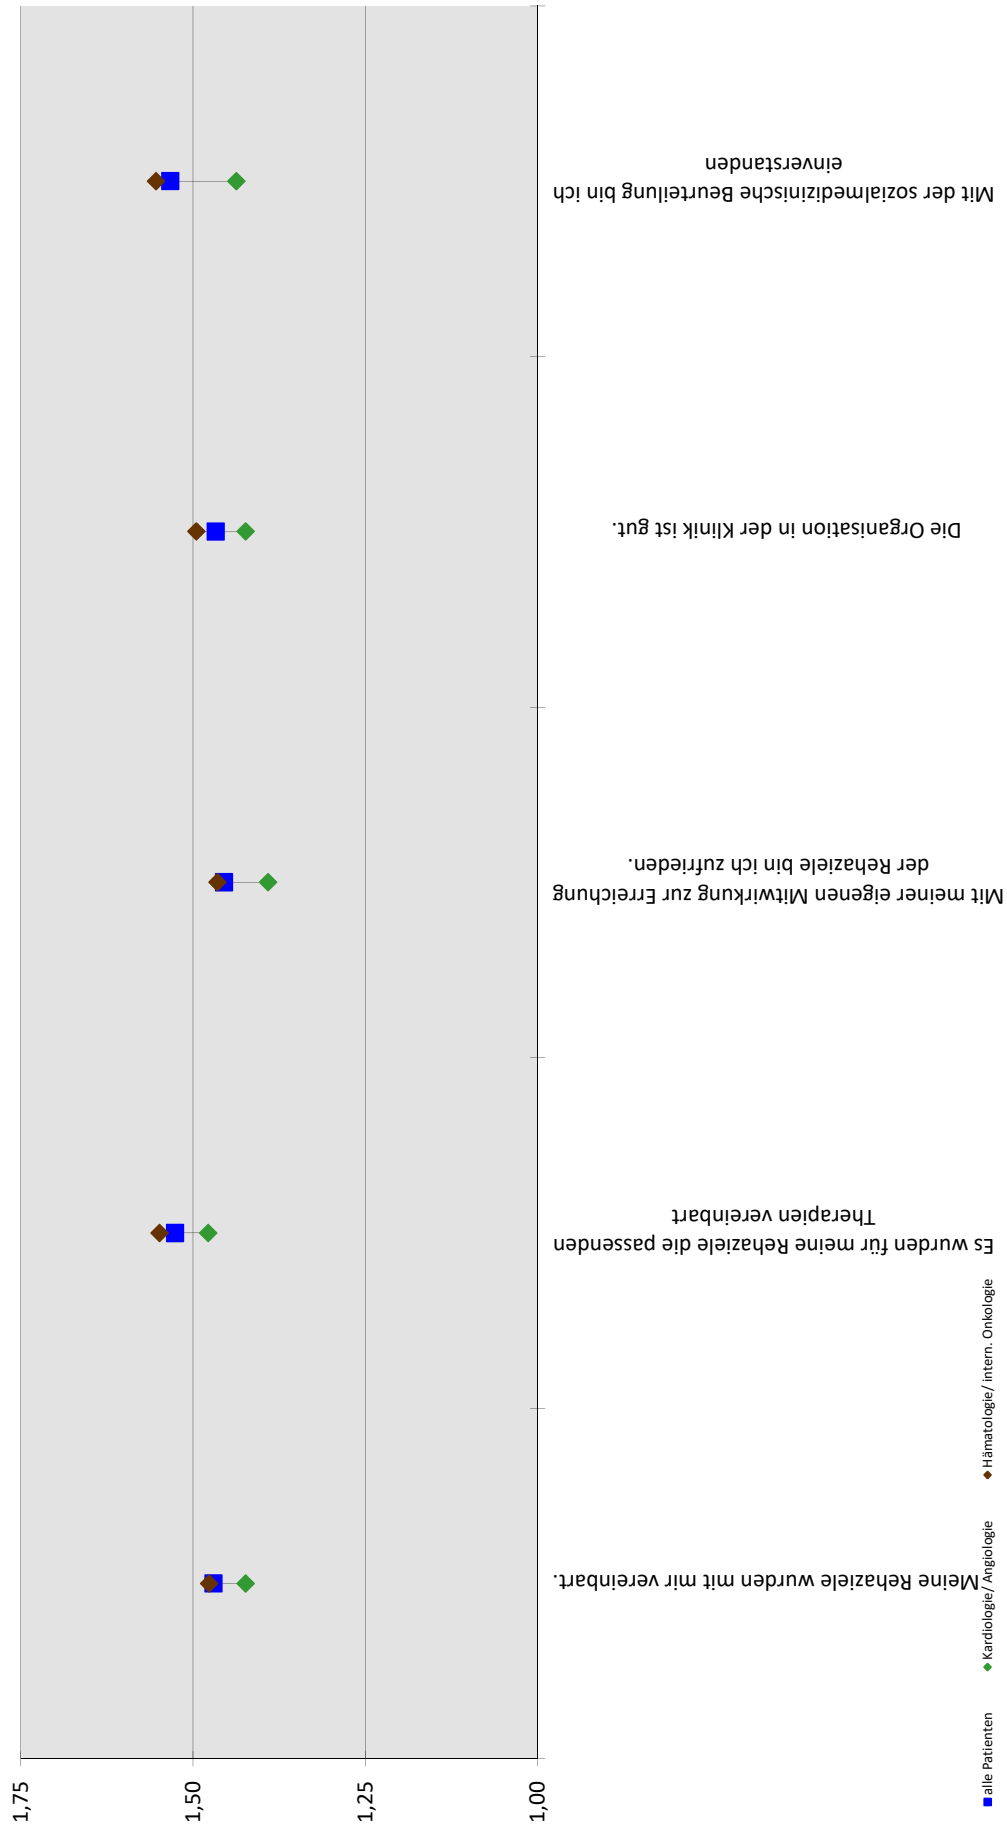 1,75
1,50
1,25
1,00
Meine Rehaziele wurden mit mir vereinbart.
Es wurden für meine Rehaziele die passenden
Therapien vereinbart
Mit meiner eigenen Mitwirkung zur Erreichung
der Rehaziele bin ich zufrieden.
Die Organisation in der Klinik ist gut.
Mit der sozialmedizinische Beurteilung bin ich
einverstanden
alle Patienten
Kardiologie/ Angiologie
Hämatologie/ intern. Onkologie